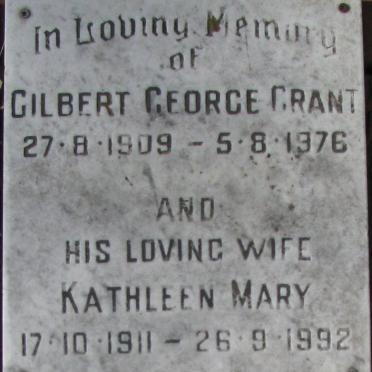 In Loving Memory
of
GILBERT GEORGE GRANT
27·8·1909 – 5·8·1976
AND
HIS LOVING WIFE
KATHLEEN MARY
17·10·1911 – 26·9·1992